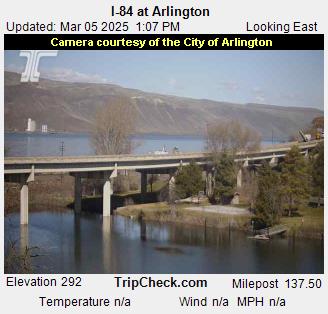 I-84 at Arlington
Updated: Mar 05 2025 1:07 PM Looking East
Camera courtesy of the City of Arlington
Elevation 292 TripCheck.com Milepost 137.50
Temperature n/a Wind n/a MPH n/a